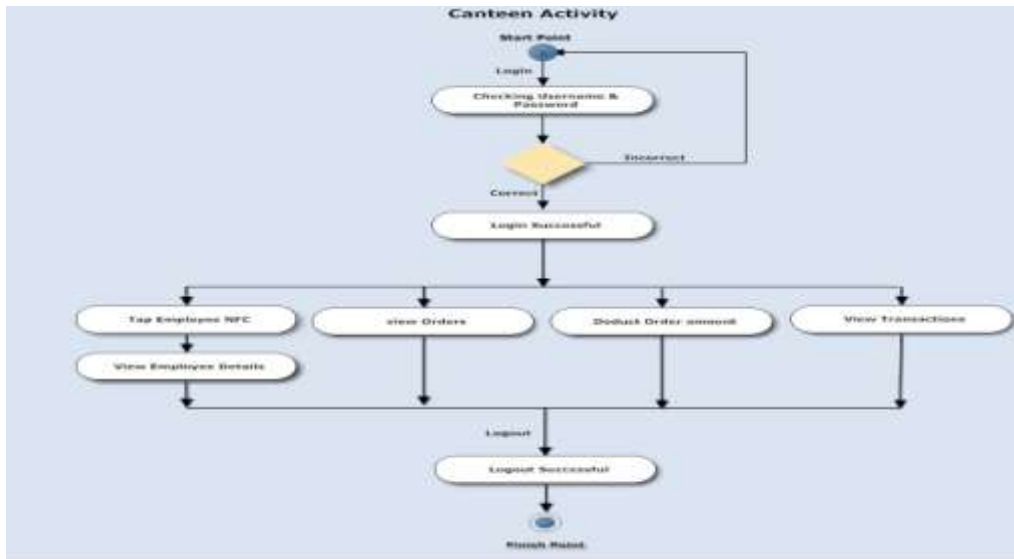 Canteen Activity
Start Point
Login
Checking Username &
Password
Incorrect
Correct
Login Successful
Tap Employee NFC
view Orders
Deduct Order amount
View Transactions
View Employee Details
Logout
Logout Successful
Finish Point